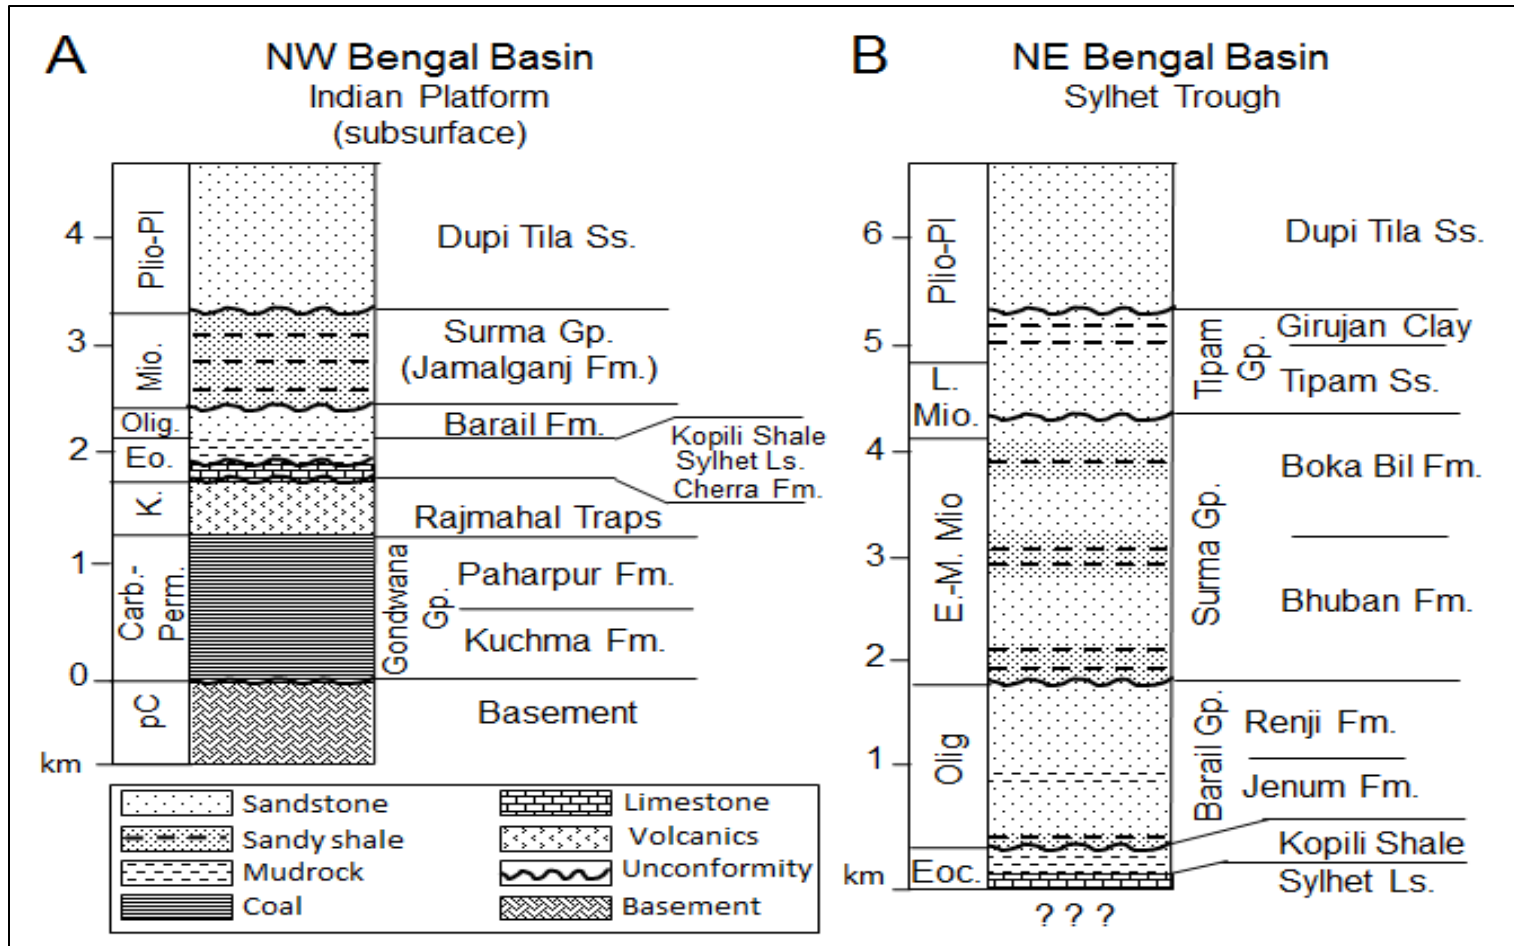 A
NW Bengal Basin
Indian Platform
(subsurface)
4
3
2
1
0
km
Plio-Pl
Mio.
Olig.
Eo.
K.
Carb.-
Perm.
pC
Dupi Tila Ss.
Surma Gp.
(Jamalganj Fm.)
Barail Fm.
Kopili Shale
Sylhet Ls.
Cherra Fm.
Rajmahal Traps
Gondwana
Gp.
Paharpur Fm.
Kuchma Fm.
Basement
Sandstone
Sandy shale
Mudrock
Coal
Limestone
Volcanics
Unconformity
Basement
B
NE Bengal Basin
Sylhet Trough
6
5
4
3
2
1
km
Plio-Pl
L.
Mio.
E.-M. Mio
Olig
Eoc.
Dupi Tila Ss.
Tipam
Gp.
Girujan Clay
Tipam Ss.
Surma Gp.
Boka Bil Fm.
Bhuban Fm.
Barail Gp.
Renji Fm.
Jenum Fm.
Kopili Shale
Sylhet Ls.
? ? ?